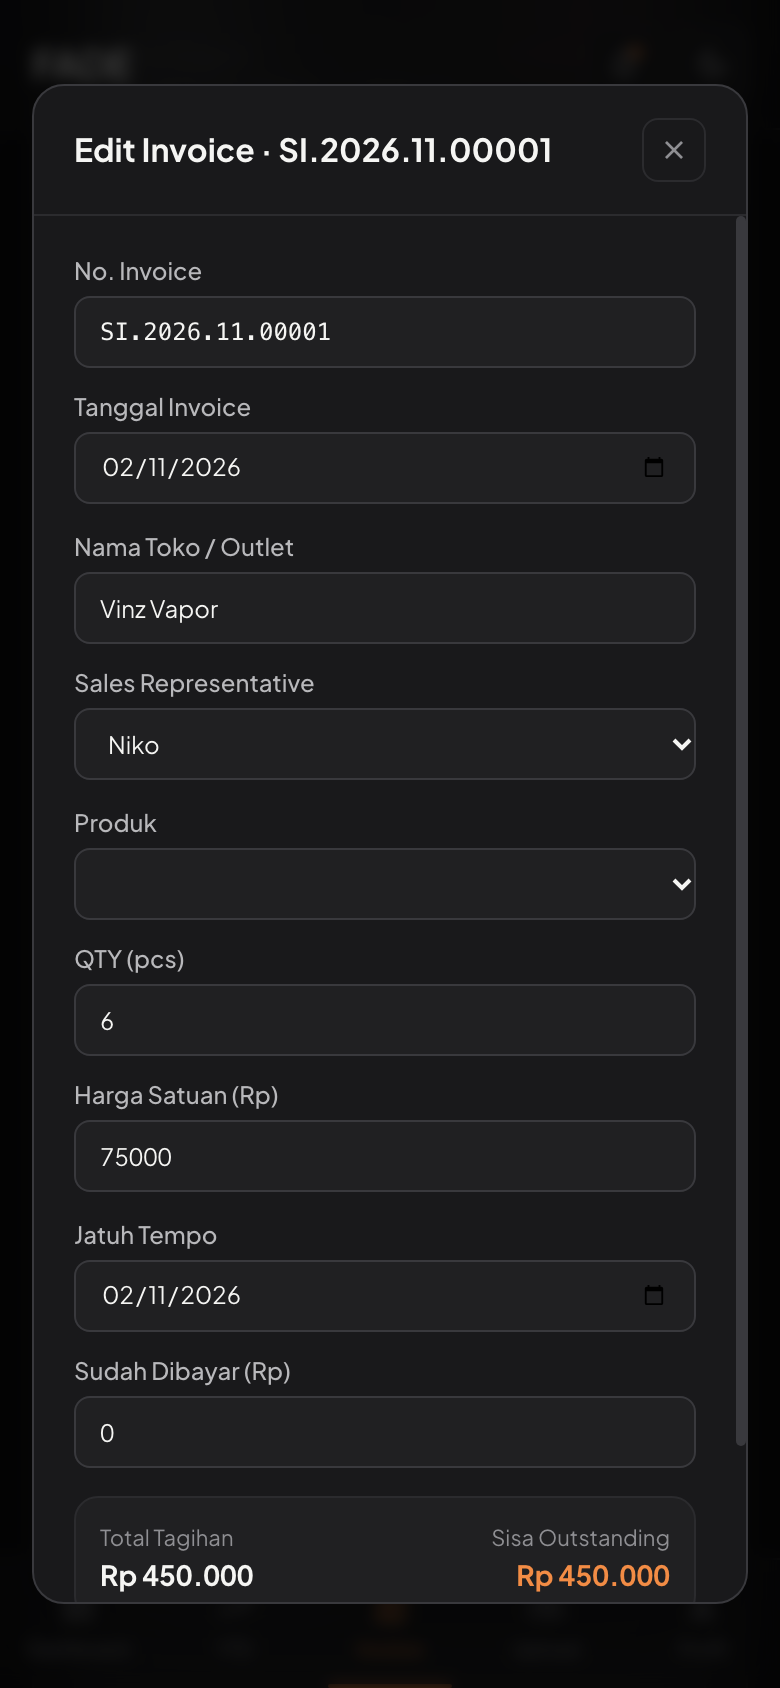 FADE
Edit Invoice · SI.2026.11.00001
No. Invoice
SI.2026.11.00001
Tanggal Invoice
02/11/2026
Nama Toko / Outlet
Vinz Vapor
Sales Representative
Niko
Produk
QTY (pcs)
6
Harga Satuan (Rp)
75000
Jatuh Tempo
02/11/2026
Sudah Dibayar (Rp)
0
Total Tagihan
Sisa Outstanding
Rp 450.000
Rp 450.000